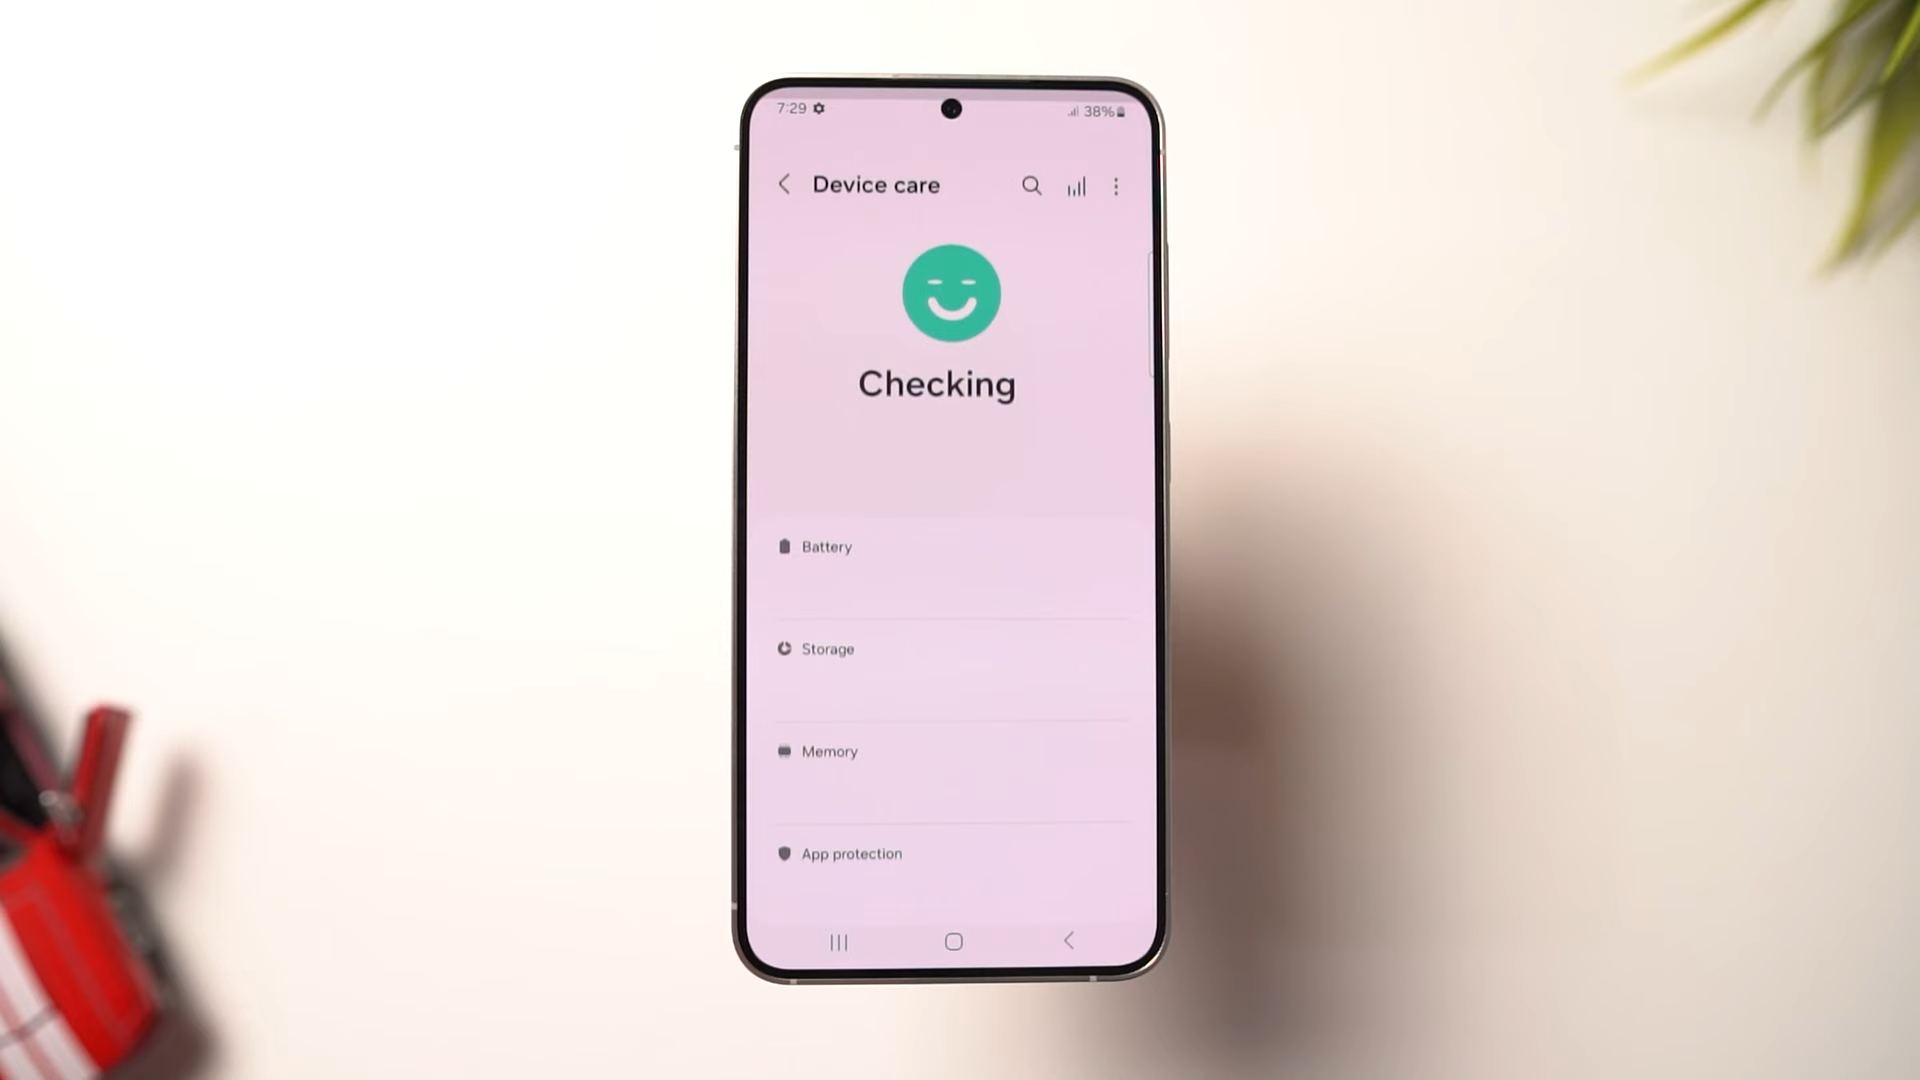 7:29
38%
Device care
Checking
Battery
Storage
Memory
App protection